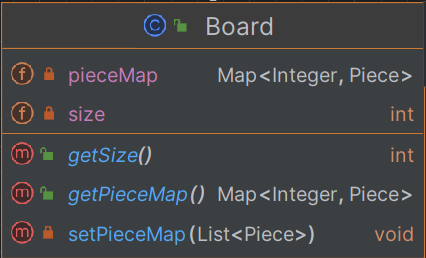 C Board
f pieceMap Map<Integer, Piece>
f size int
m getSize() int
m getPieceMap() Map<Integer, Piece>
m setPieceMap(List<Piece>) void